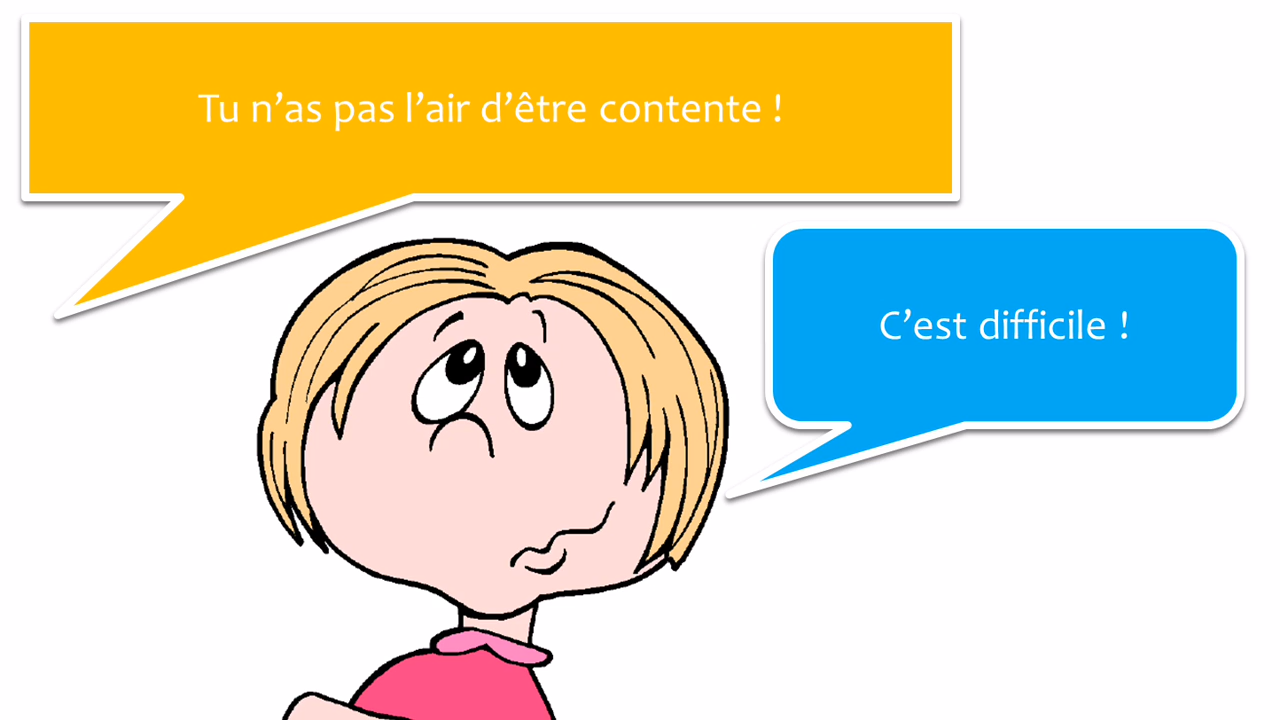 Tu n’as pas l’air d’être contente !
C’est difficile !